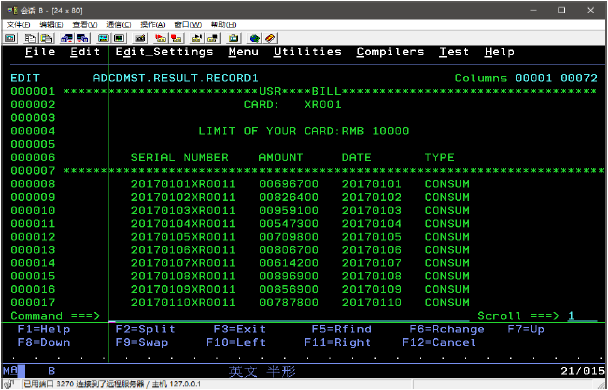 会话 B - [24 x 80]
文件(F) 编辑(E) 查看(V) 通信(C) 操作(A) 窗口(W) 帮助(H)
File Edit Edit_Settings Menu Utilities Compilers Test Help
EDIT ADCDMST.RESULT.RECORD1 Columns 00001 00072
000001 **************************USR****BILL**********************************
000002 CARD: XR001
000003
000004 LIMIT OF YOUR CARD:RMB 10000
000005
000006 SERIAL NUMBER AMOUNT DATE TYPE
000007 ************************************************************************
000008 20170101XR0011 00696700 20170101 CONSUM
000009 20170102XR0011 00826400 20170102 CONSUM
000010 20170103XR0011 00959100 20170103 CONSUM
000011 20170104XR0011 00547300 20170104 CONSUM
000012 20170105XR0011 00709800 20170105 CONSUM
000013 20170106XR0011 00806700 20170106 CONSUM
000014 20170107XR0011 00614200 20170107 CONSUM
000015 20170108XR0011 00896900 20170108 CONSUM
000016 20170109XR0011 00856900 20170109 CONSUM
000017 20170110XR0011 00787800 20170110 CONSUM
Command ===> Scroll ===> 1
F1=Help F2=Split F3=Exit F5=Rfind F6=Rchange F7=Up
F8=Down F9=Swap F10=Left F11=Right F12=Cancel
MA B 英文 半形 21/015
已用端口 3270 连接到了远程服务器/主机 127.0.0.1